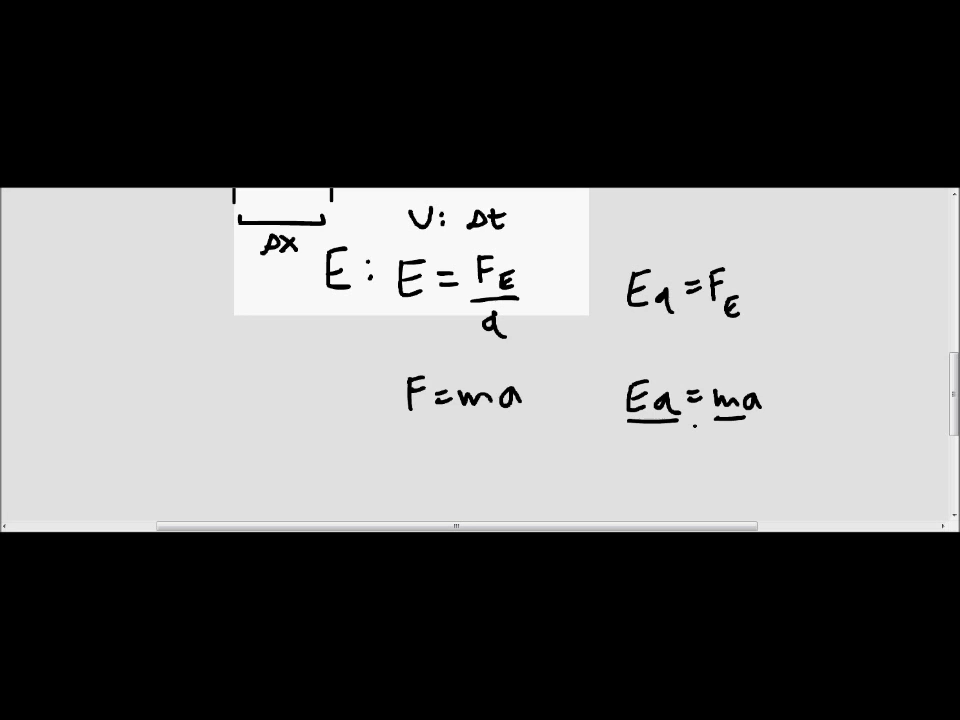 υ: Δt
Δx
E: E = F_E / q
Eq = F_E
F = ma
Eq = ma